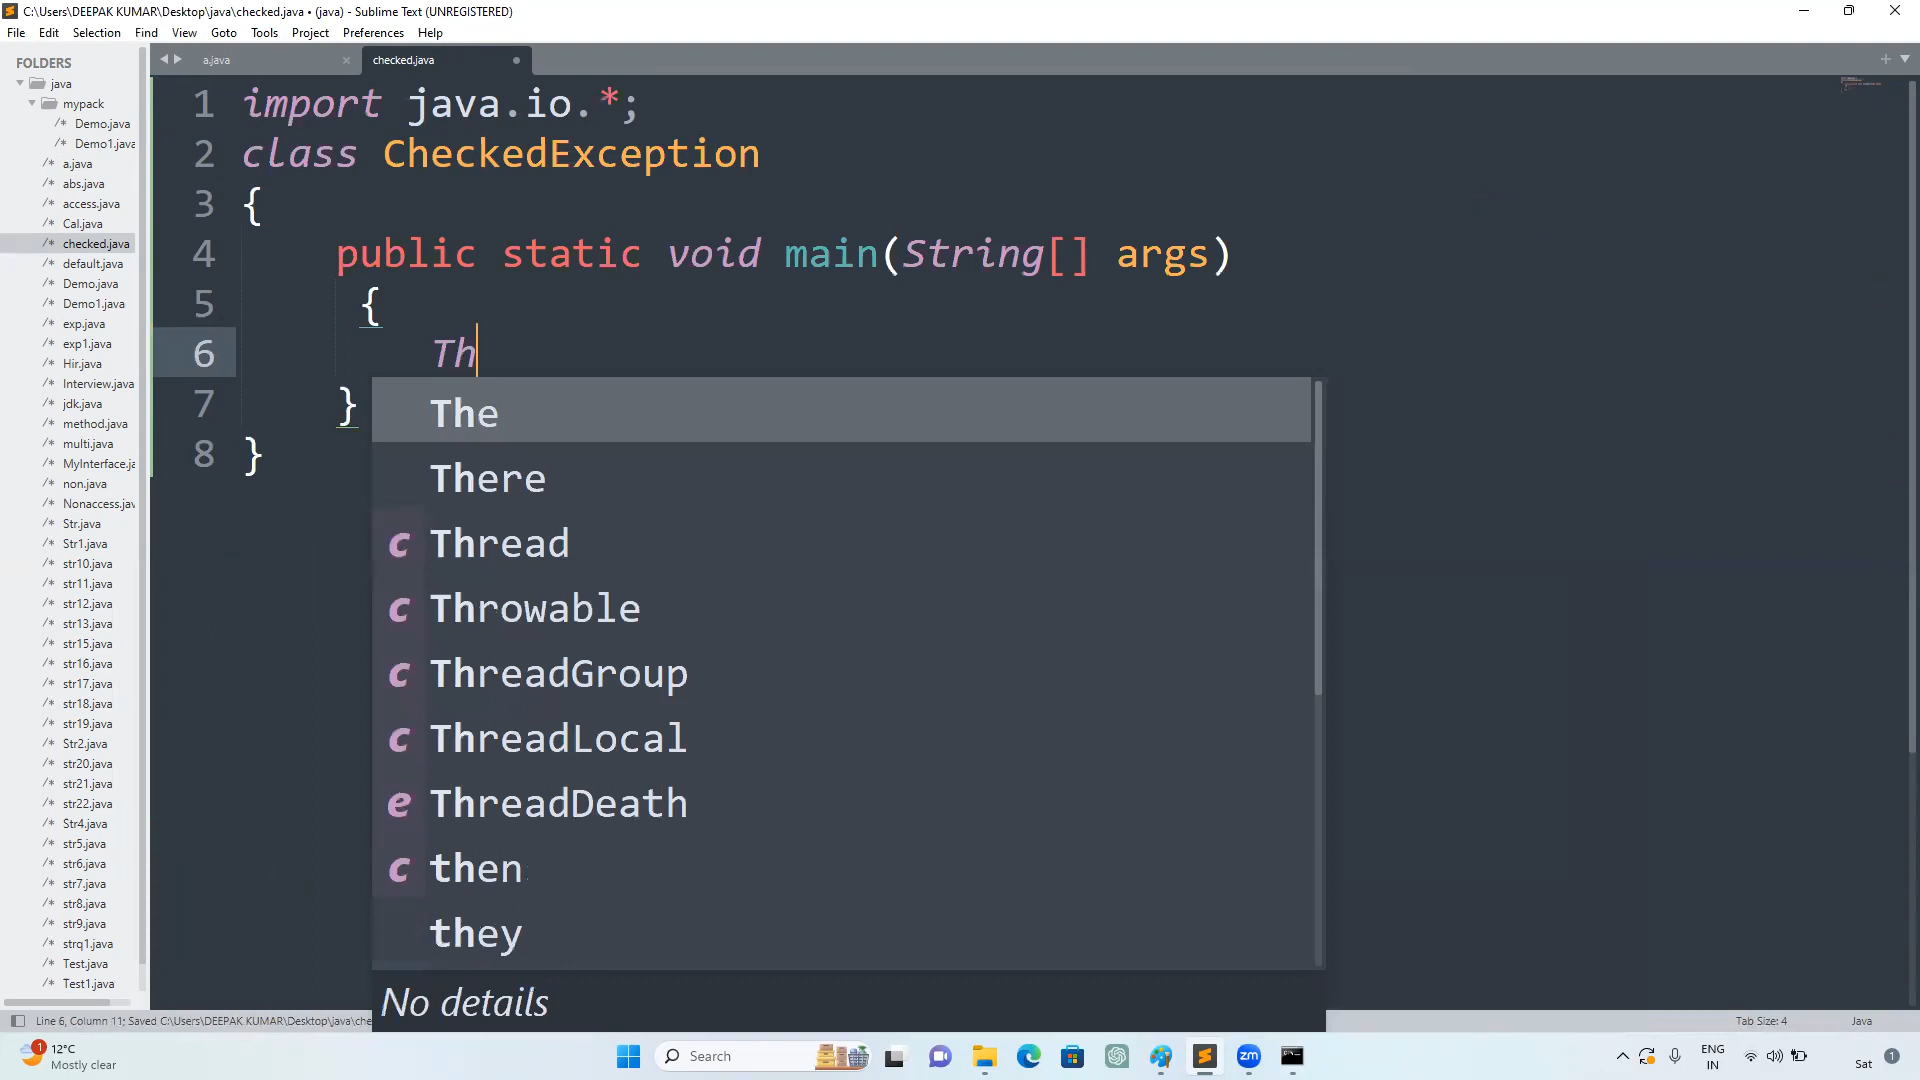 C:\Users\DEEPAK KUMAR\Desktop\java\checked.java • (java) - Sublime Text (UNREGISTERED)
File Edit Selection Find View Goto Tools Project Preferences Help
FOLDERS
java
mypack
/* Demo.java
/* Demo1.java
/* a.java
/* abs.java
/* access.java
/* Cal.java
/* checked.java
/* default.java
/* Demo.java
/* Demo1.java
/* exp.java
/* exp1.java
/* Hir.java
/* Interview.java
/* jdk.java
/* method.java
/* multi.java
/* MyInterface.ja
/* non.java
/* Nonaccess.jav
/* Str.java
/* Str1.java
/* str10.java
/* str11.java
/* str12.java
/* str13.java
/* str15.java
/* str16.java
/* str17.java
/* str18.java
/* str19.java
/* Str2.java
/* str20.java
/* str21.java
/* str22.java
/* Str4.java
/* str5.java
/* str6.java
/* str7.java
/* str8.java
/* str9.java
/* strq1.java
/* Test.java
/* Test1.java
a.java checked.java
1 import java.io.*;
2 class CheckedException
3 {
4 public static void main(String[] args)
5 {
6 Th
7 }
8 }
The
There
c Thread
c Throwable
c ThreadGroup
c ThreadLocal
e ThreadDeath
c then
they
No details
Line 6, Column 11; Saved C:\Users\DEEPAK KUMAR\Desktop\java\che
Tab Size: 4 Java
1
12°C
Mostly clear
Search
zm
ENG
IN
Sat
1